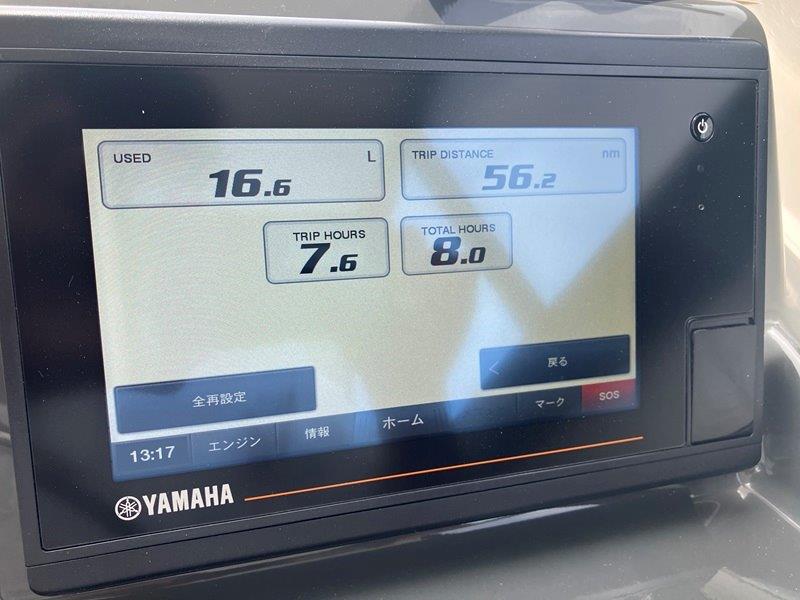 USED L
16.6
TRIP DISTANCE nm
56.2
TRIP HOURS
7.6
TOTAL HOURS
8.0
全再設定
戻る
13:17 エンジン 情報 ホーム マーク SOS
YAMAHA